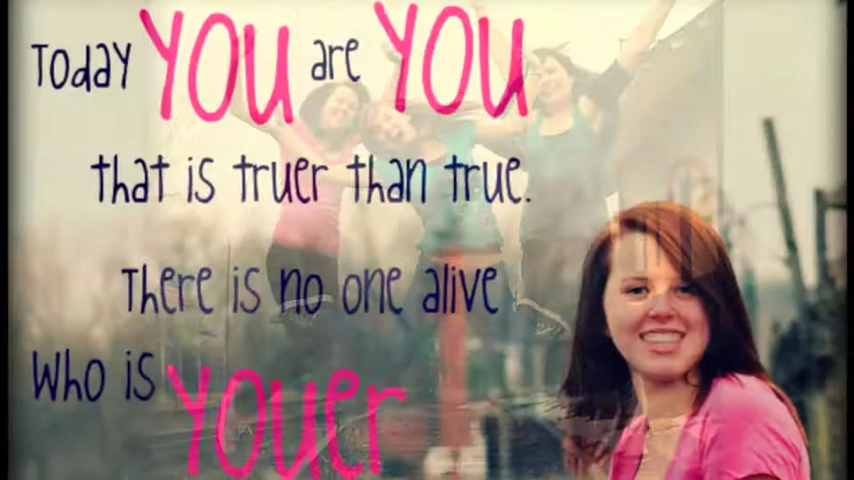 Today YOU are YOU
that is truer than true.
There is no one alive
Who is YOUer